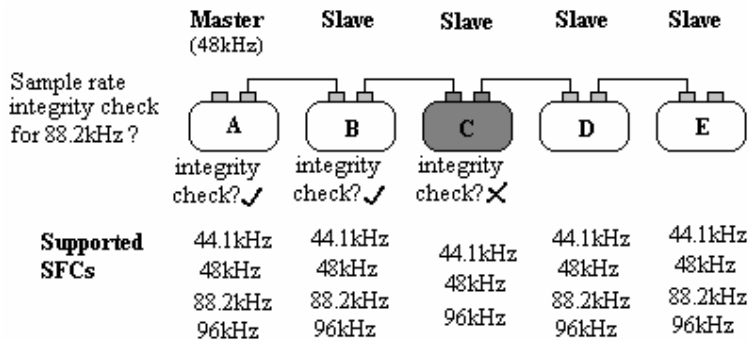 Master Slave Slave Slave Slave
(48kHz)
Sample rate
integrity check
for 88.2kHz ?
A B C D E
integrity integrity integrity
check? ✓ check? ✓ check? ✗
Supported
SFCs
44.1kHz 44.1kHz 44.1kHz 44.1kHz 44.1kHz
48kHz 48kHz 48kHz 48kHz 48kHz
88.2kHz 88.2kHz 88.2kHz 88.2kHz
96kHz 96kHz 96kHz 96kHz 96kHz